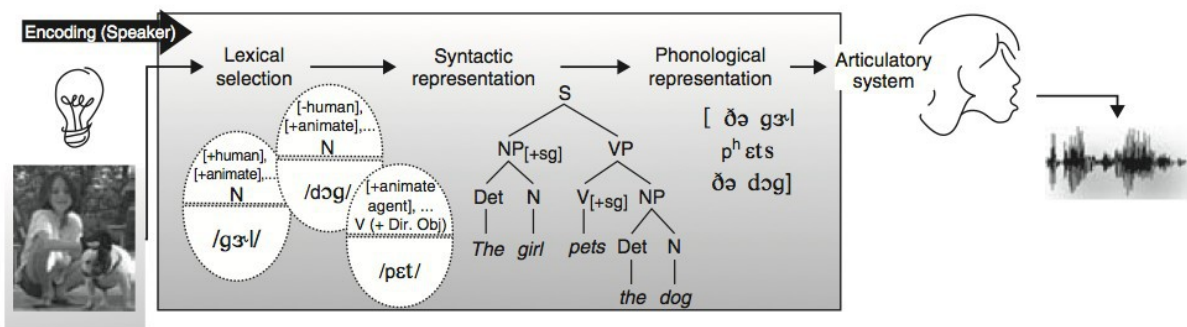 Encoding (Speaker)
Lexical
selection
Syntactic
representation
Phonological
representation
Articulatory
system
[+human],
[+animate],...
N
/gɝl/
[-human],
[+animate],...
N
/dɔg/
[+animate
agent], ...
V (+ Dir. Obj)
/pɛt/
S
NP[+sg] VP
Det N V[+sg] NP
The girl pets Det N
the dog
[ ðə gɝl
pʰ ɛts
ðə dɔg]